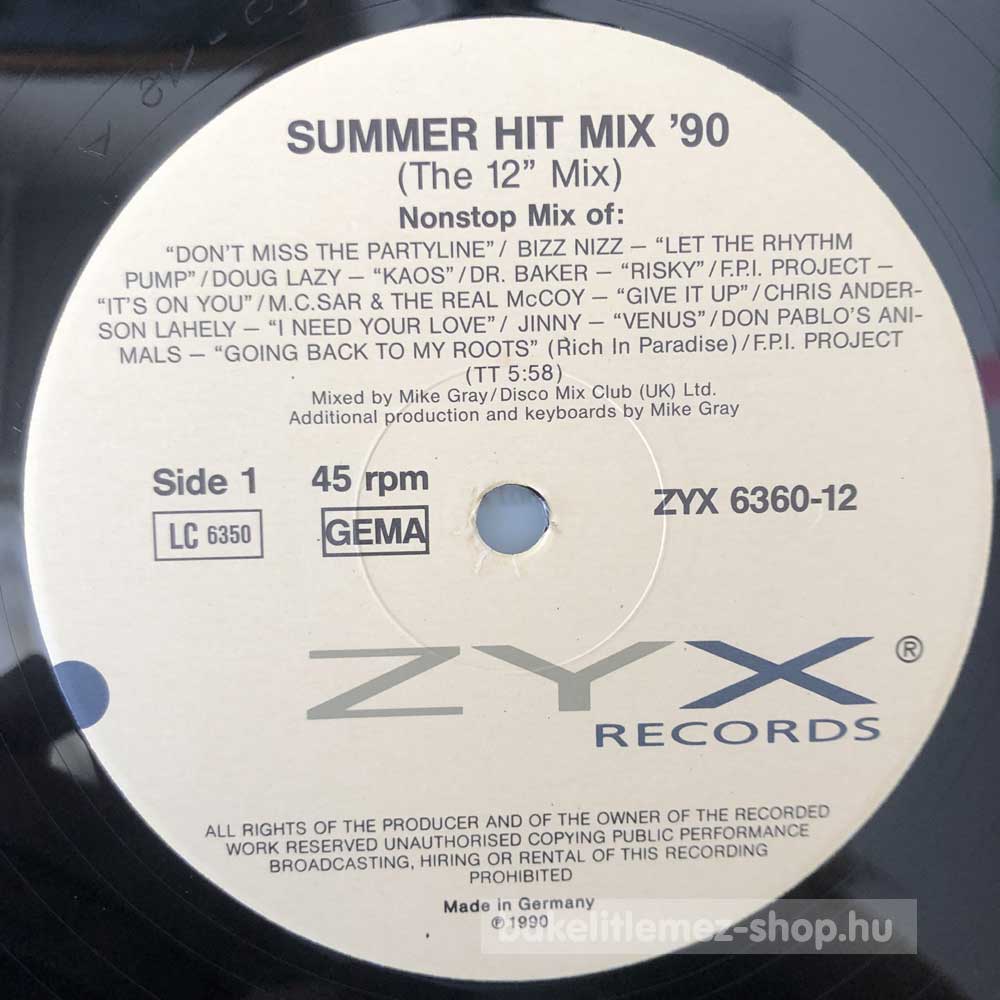 SUMMER HIT MIX ’90
(The 12” Mix)
Nonstop Mix of:
“DON’T MISS THE PARTYLINE”/ BIZZ NIZZ – “LET THE RHYTHM
PUMP”/DOUG LAZY – “KAOS”/DR. BAKER – “RISKY”/F.P.I. PROJECT –
“IT’S ON YOU”/M.C.SAR & THE REAL McCOY – “GIVE IT UP”/CHRIS ANDER-
SON LAHELY – “I NEED YOUR LOVE”/ JINNY – “VENUS”/DON PABLO’S ANI-
MALS – “GOING BACK TO MY ROOTS” (Rich In Paradise)/F.P.I. PROJECT
(TT 5:58)
Mixed by Mike Gray/Disco Mix Club (UK) Ltd.
Additional production and keyboards by Mike Gray
Side 1 45 rpm ZYX 6360-12
LC 6350 GEMA
ZYX ®
RECORDS
ALL RIGHTS OF THE PRODUCER AND OF THE OWNER OF THE RECORDED
WORK RESERVED UNAUTHORISED COPYING PUBLIC PERFORMANCE
BROADCASTING, HIRING OR RENTAL OF THIS RECORDING
PROHIBITED
Made in Germany
℗ 1990
bakelitlemez-shop.hu